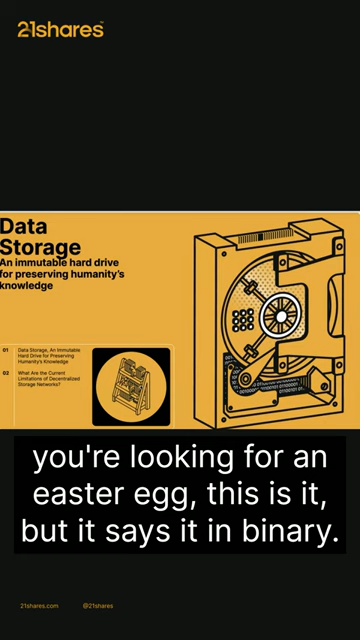 21shares
Data
Storage
An immutable hard drive
for preserving humanity's
knowledge
01 Data Storage, An Immutable
Hard Drive for Preserving
Humanity's Knowledge
02 What Are the Current
Limitations of Decentralized
Storage Networks?
you're looking for an
easter egg, this is it,
but it says it in binary.
21shares.com @21shares